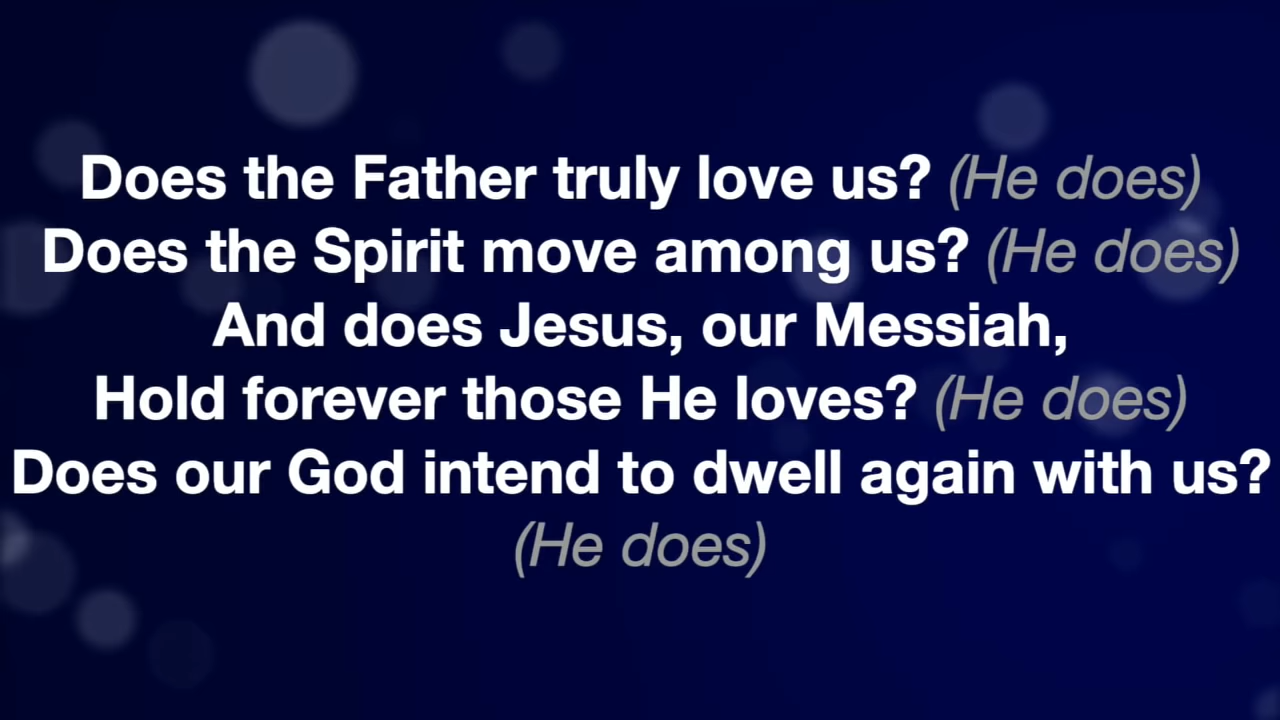 Does the Father truly love us? (He does)
Does the Spirit move among us? (He does)
And does Jesus, our Messiah,
Hold forever those He loves? (He does)
Does our God intend to dwell again with us?
(He does)